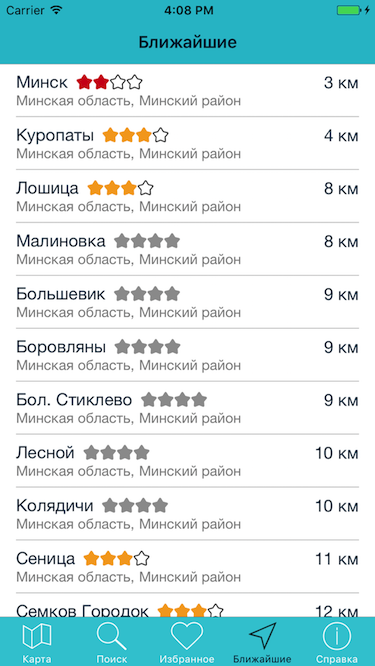 Carrier 4:08 PM
Ближайшие
Минск 3 км
Минская область, Минский район
Куропаты 4 км
Минская область, Минский район
Лошица 8 км
Минская область, Минский район
Малиновка 8 км
Минская область, Минский район
Большевик 9 км
Минская область, Минский район
Боровляны 9 км
Минская область, Минский район
Бол. Стиклево 9 км
Минская область, Минский район
Лесной 10 км
Минская область, Минский район
Колядичи 10 км
Минская область, Минский район
Сеница 11 км
Минская область, Минский район
Семков Городок 12 км
Карта Поиск Избранное Ближайшие Справка